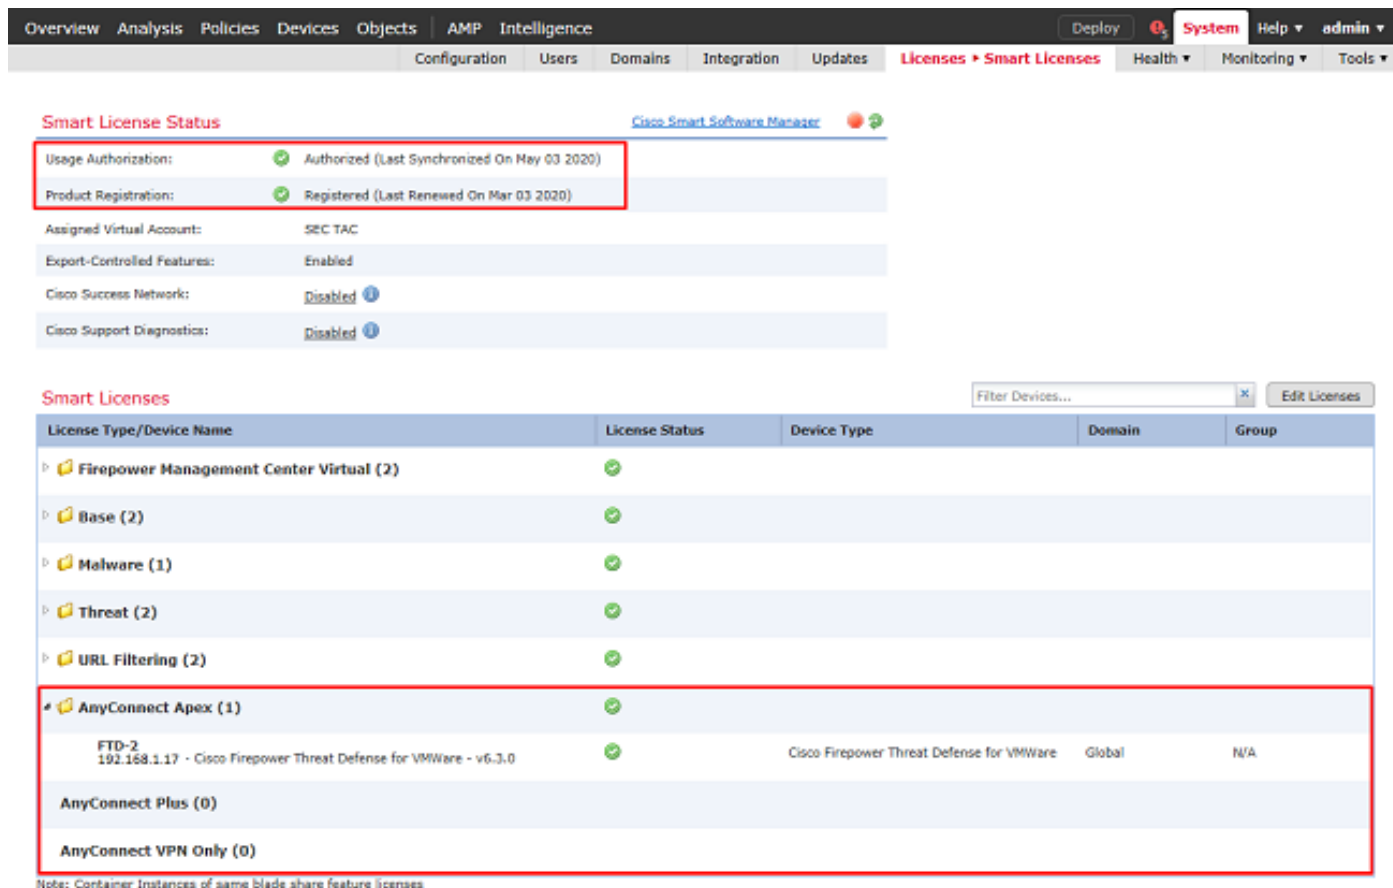 Overview Analysis Policies Devices Objects AMP Intelligence Deploy 5 System Help admin
Configuration Users Domains Integration Updates Licenses Smart Licenses Health Monitoring Tools
Smart License Status Cisco Smart Software Manager
Usage Authorization: Authorized (Last Synchronized On May 03 2020)
Product Registration: Registered (Last Renewed On Mar 03 2020)
Assigned Virtual Account: SEC TAC
Export-Controlled Features: Enabled
Cisco Success Network: Disabled
Cisco Support Diagnostics: Disabled
Smart Licenses Filter Devices... Edit Licenses
License Type/Device Name License Status Device Type Domain Group
Firepower Management Center Virtual (2)
Base (2)
Malware (1)
Threat (2)
URL Filtering (2)
AnyConnect Apex (1)
FTD-2
192.168.1.17 - Cisco Firepower Threat Defense for VMWare - v6.3.0 Cisco Firepower Threat Defense for VMWare Global N/A
AnyConnect Plus (0)
AnyConnect VPN Only (0)
Note: Container Instances of same blade share feature licenses